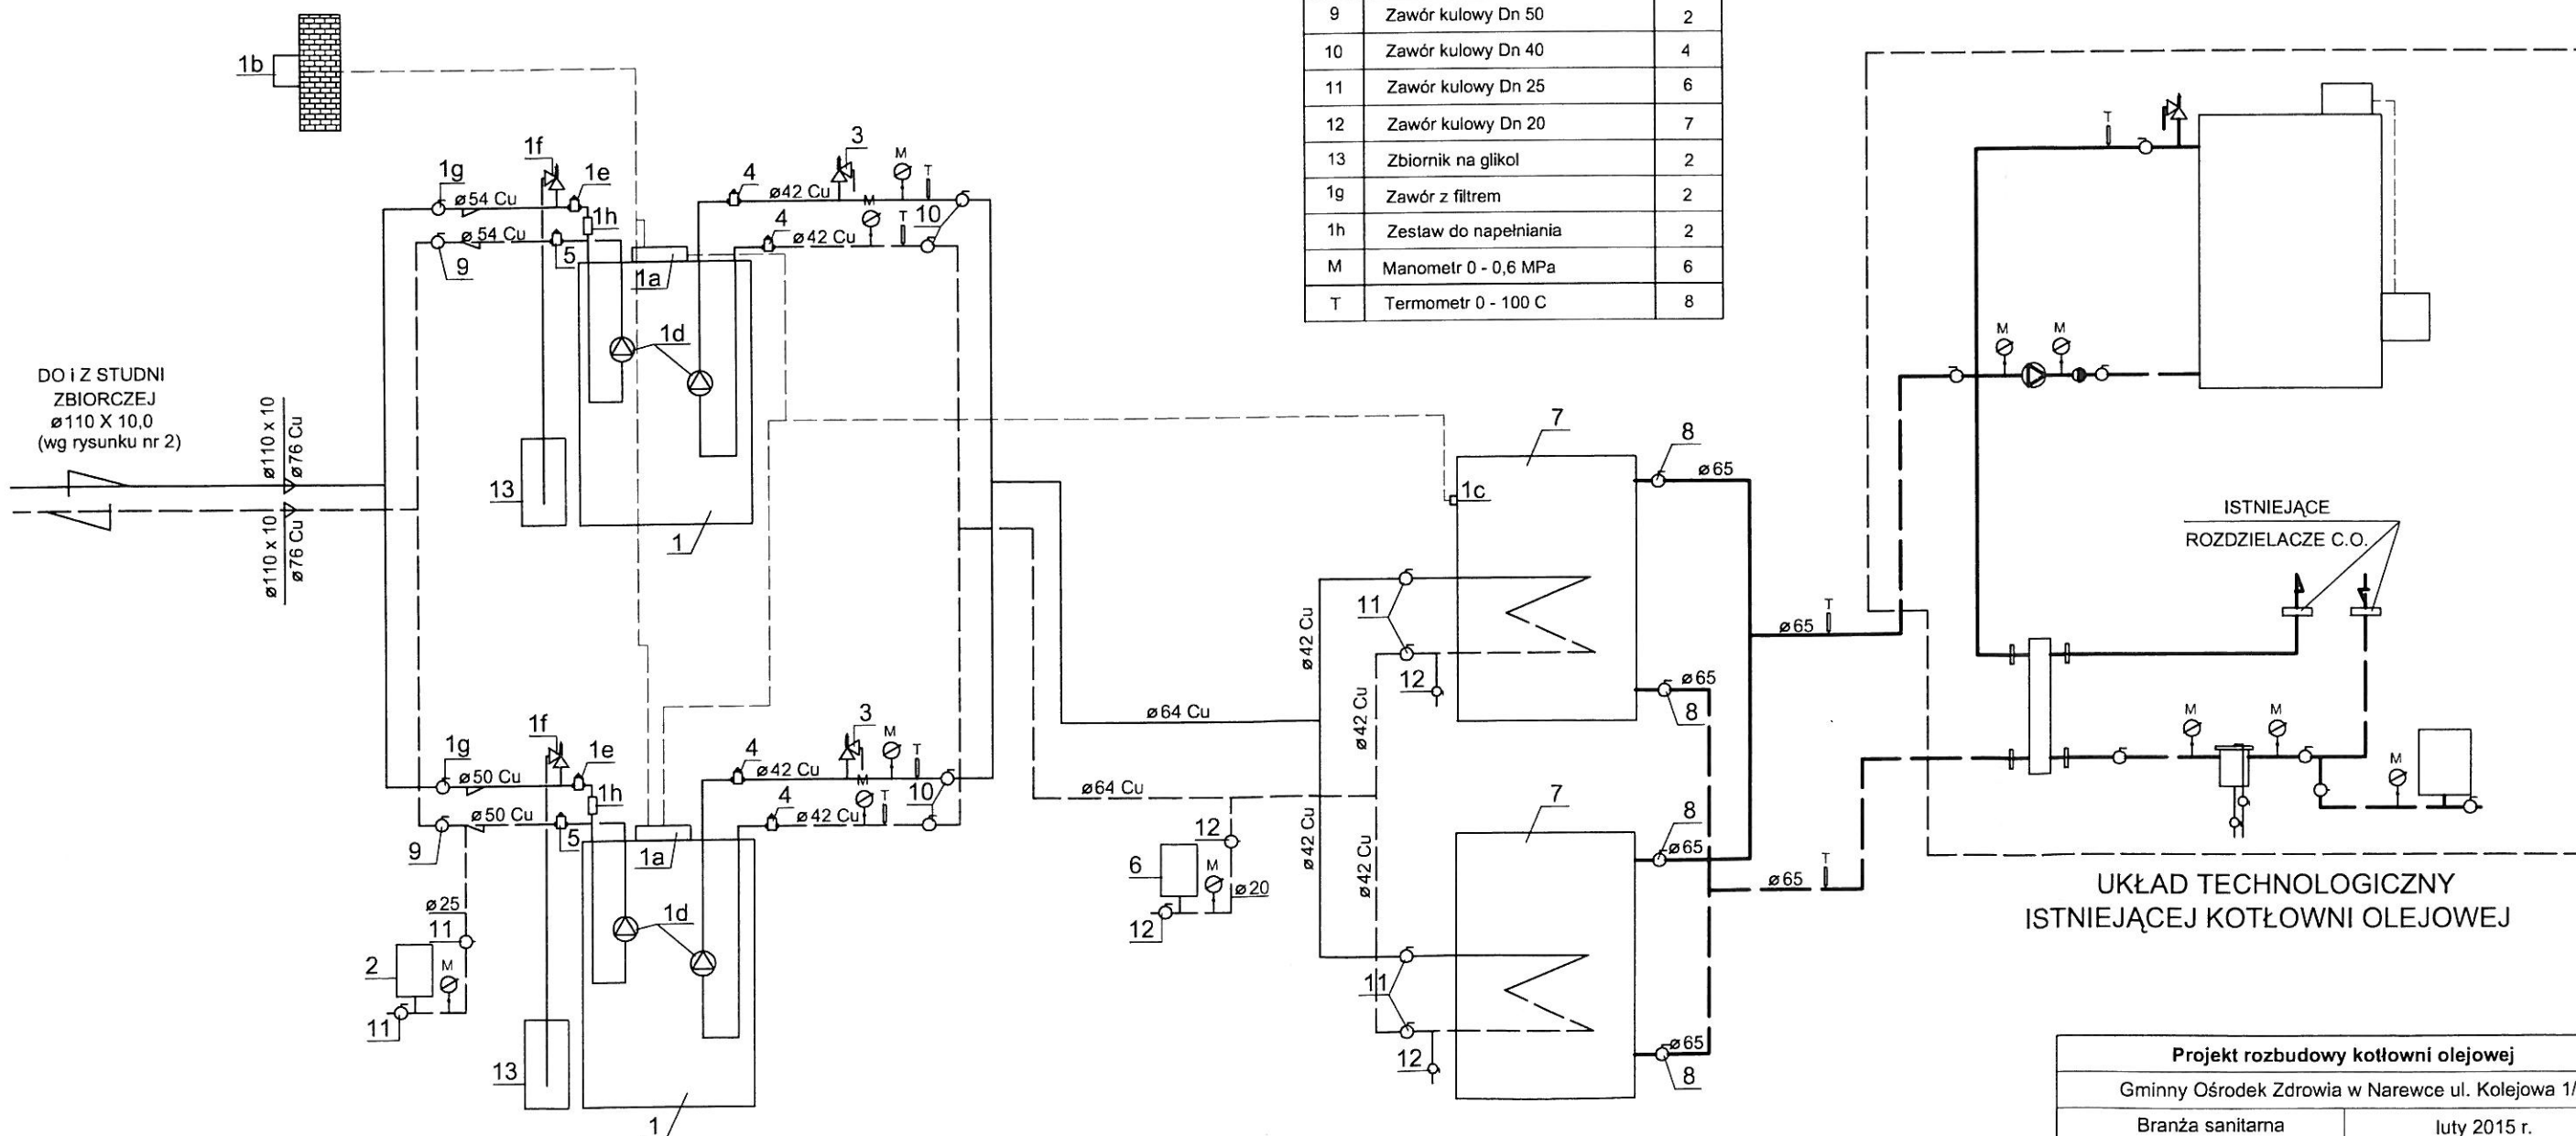 9 Zawór kulowy Dn 50 2
10 Zawór kulowy Dn 40 4
11 Zawór kulowy Dn 25 6
12 Zawór kulowy Dn 20 7
13 Zbiornik na glikol 2
1g Zawór z filtrem 2
1h Zestaw do napełniania 2
M Manometr 0 - 0,6 MPa 6
T Termometr 0 - 100 C 8
1b
1g
ø54 Cu
1f
1e
1h
ø54 Cu
9
5
1a
4
ø42 Cu
3
M
T
4
ø42 Cu
M
T
10
1d
13
1
DO i Z STUDNI
ZBIORCZEJ
ø110 X 10,0
(wg rysunku nr 2)
ø110 x 10
ø76 Cu
ø110 x 10
ø76 Cu
1g
ø50 Cu
1f
1e
1h
ø50 Cu
9
5
1a
4
ø42 Cu
3
M
T
4
ø42 Cu
M
T
10
1d
13
1
ø25
11
2
M
11
ø64 Cu
ø64 Cu
12
6
M
ø20
12
ø42 Cu
ø42 Cu
ø42 Cu
ø42 Cu
7
1c
8
ø65
11
12
ø65
8
7
8
ø65
11
12
ø65
8
ø65
T
ø65
T
T
M
M
ISTNIEJĄCE
ROZDZIELACZE C.O.
M
M
M
UKŁAD TECHNOLOGICZNY
ISTNIEJĄCEJ KOTŁOWNI OLEJOWEJ
Projekt rozbudowy kotłowni olejowej
Gminny Ośrodek Zdrowia w Narewce ul. Kolejowa 1/
Branża sanitarna luty 2015 r.